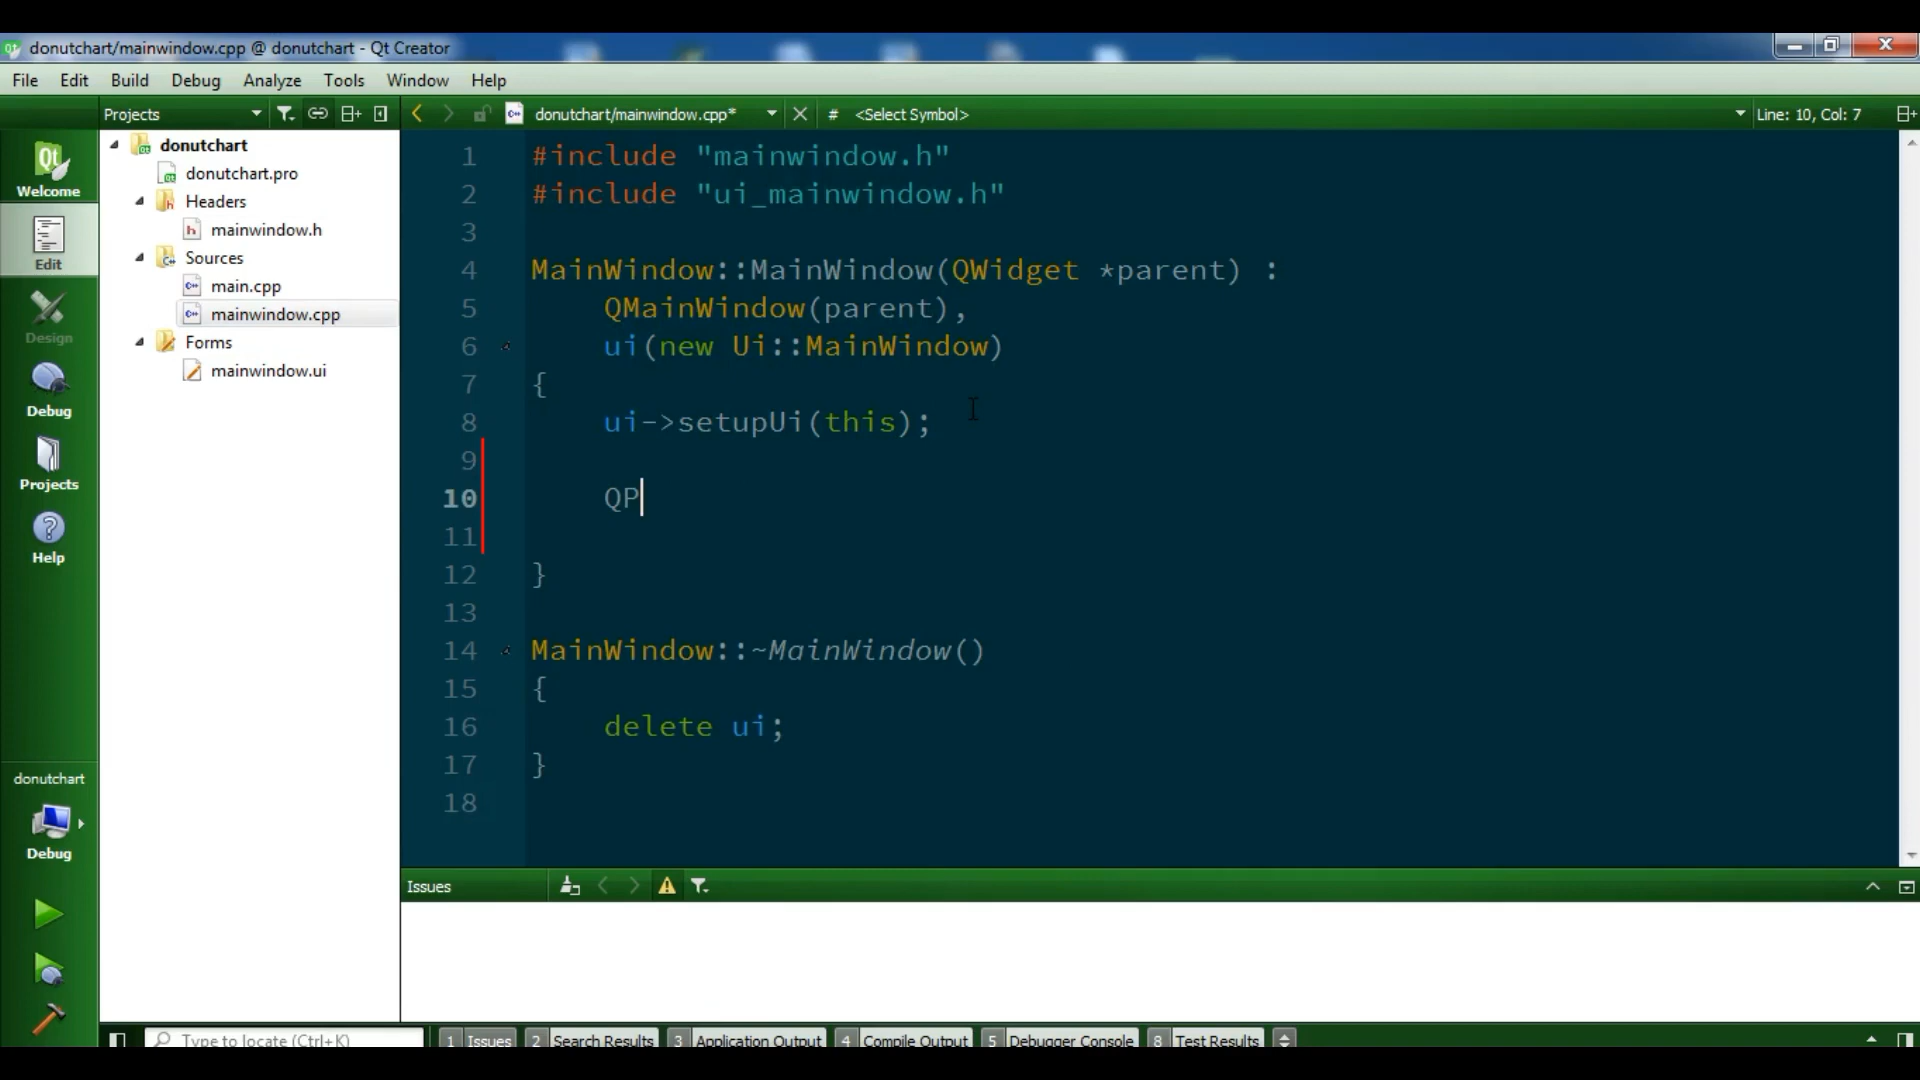 donutchart/mainwindow.cpp @ donutchart - Qt Creator
File Edit Build Debug Analyze Tools Window Help
Projects donutchart/mainwindow.cpp* # <Select Symbol> Line: 10, Col: 7
Qt
Welcome
Edit
Design
Debug
Projects
Help
donutchart
Debug
donutchart
donutchart.pro
Headers
mainwindow.h
Sources
main.cpp
mainwindow.cpp
Forms
mainwindow.ui
1 #include "mainwindow.h"
2 #include "ui_mainwindow.h"
3
4 MainWindow::MainWindow(QWidget *parent) :
5 QMainWindow(parent),
6 ui(new Ui::MainWindow)
7 {
8 ui->setupUi(this);
9
10 QP
11
12 }
13
14 MainWindow::~MainWindow()
15 {
16 delete ui;
17 }
18
Issues
Type to locate (Ctrl+K)
1 Issues 2 Search Results 3 Application Output 4 Compile Output 5 Debugger Console 8 Test Results